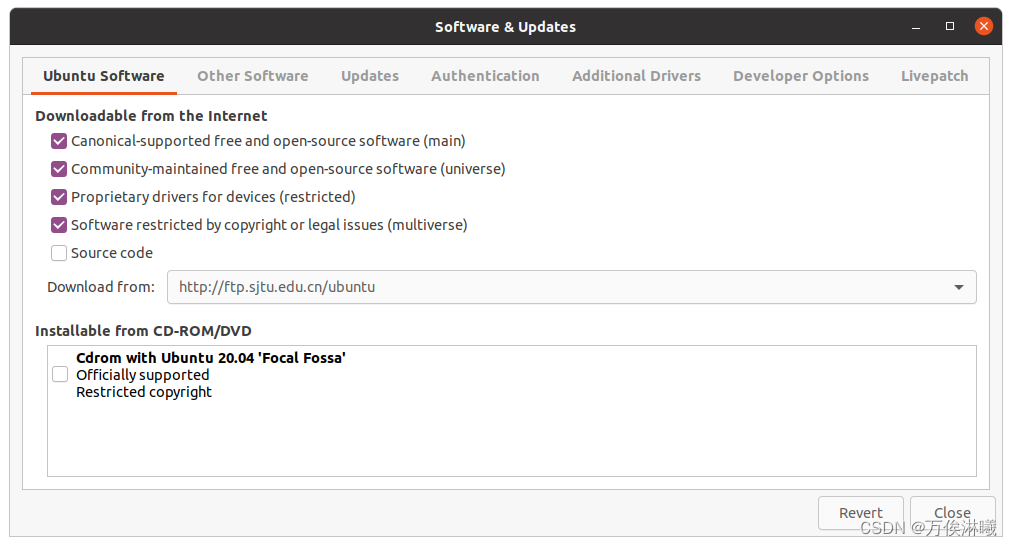 Software & Updates
Ubuntu Software Other Software Updates Authentication Additional Drivers Developer Options Livepatch
Downloadable from the Internet
Canonical-supported free and open-source software (main)
Community-maintained free and open-source software (universe)
Proprietary drivers for devices (restricted)
Software restricted by copyright or legal issues (multiverse)
Source code
Download from: http://ftp.sjtu.edu.cn/ubuntu
Installable from CD-ROM/DVD
Cdrom with Ubuntu 20.04 'Focal Fossa'
Officially supported
Restricted copyright
Revert Close
CSDN @万俟淋曦